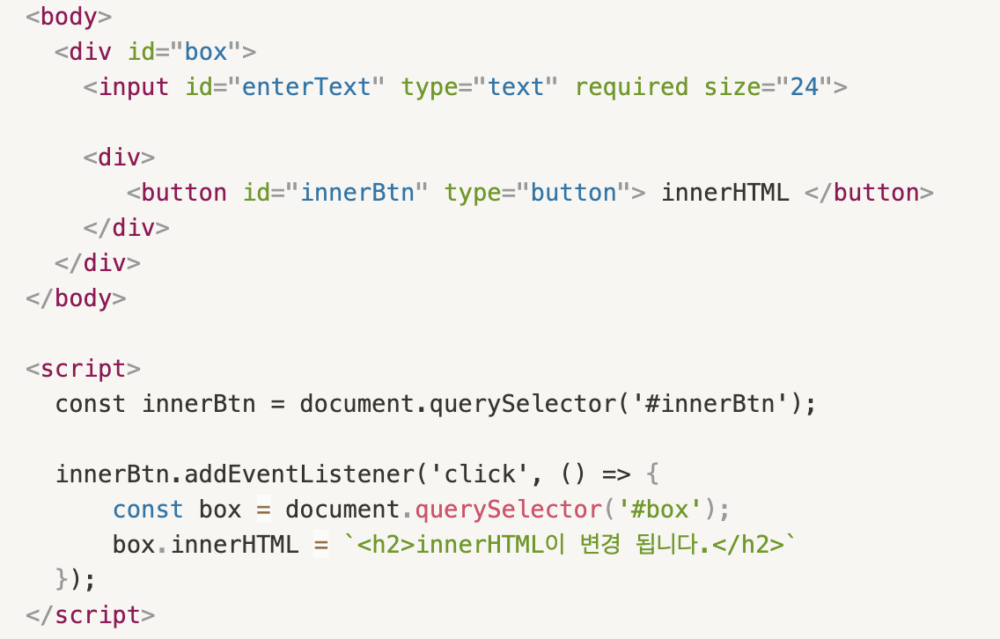 <body>
<div id="box">
<input id="enterText" type="text" required size="24">
<div>
<button id="innerBtn" type="button"> innerHTML </button>
</div>
</div>
</body>
<script>
const innerBtn = document.querySelector('#innerBtn');
innerBtn.addEventListener('click', () => {
const box = document.querySelector('#box');
box.innerHTML = `<h2>innerHTML이 변경 됩니다.</h2>`
});
</script>